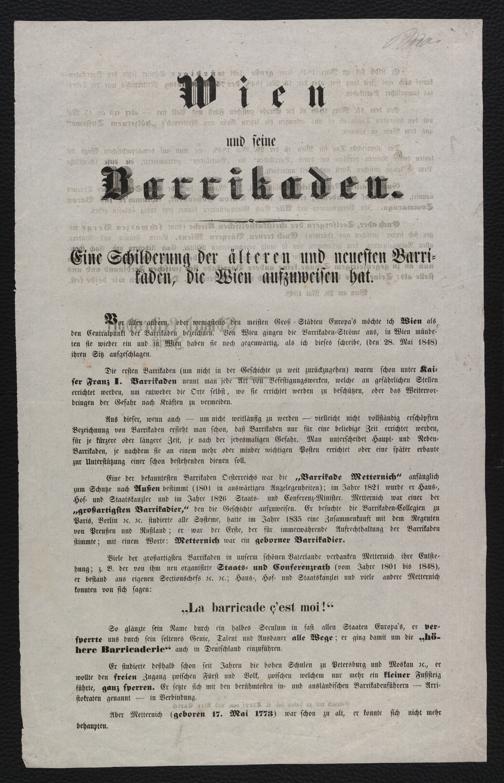 Wien
und seine
Barrikaden.
Eine Schilderung der älteren und neuesten Barri-
kaden, die Wien aufzuweisen hat.
Vor allen andern, oder wenigstens den meisten Groß-Städten Europa's möchte ich Wien als
den Centralpunkt der Barrikaden bezeichnen. Von Wien gingen die Barrikaden-Ströme aus, in Wien münde-
ten sie wieder ein und in Wien haben sie noch gegenwärtig, als ich dieses schreibe, (den 28. Mai 1848)
ihren Sitz aufgeschlagen.
Die ersten Barrikaden (um nicht in der Geschichte zu weit zurückzugehen) waren schon unter Kai-
ser Franz I. Barrikaden nennt man jede Art von Befestigungswerken, welche an gefährlichen Stellen
errichtet werden, um entweder die Orte selbst, wo sie errichtet werden zu beschützen, oder das Weitervor-
dringen der Gefahr nach Kräften zu vermeiden.
Aus dieser, wenn auch — um nicht weitläufig zu werden — vielleicht nicht vollständig erschöpften
Bezeichnung von Barrikaden ersieht man schon, daß Barrikaden nur für eine beliebige Zeit errichtet werden,
für je kürzere oder längere Zeit, je nach der jedesmaligen Gefahr. Man unterscheidet Haupt- und Neben-
Barrikaden, je nachdem sie an einem mehr oder minder wichtigen Posten errichtet oder eine später erbaute
zur Unterstützung einer schon bestehenden dienen soll.
Eine der bekanntesten Barrikaden Oesterreichs war die „Barrikade Metternich" anfänglich
zum Schutze nach Außen bestimmt (1801 in auswärtigen Angelegenheiten); im Jahre 1821 wurde er Haus-,
Hof- und Staatskanzler und im Jahre 1826 Staats- und Conferenz-Minister. Metternich war einer der
„großartigsten Barrikadier," den die Geschichte aufzuweisen. Er besuchte die Barrikaden-Collegien zu
Paris, Berlin ꝛc. ꝛc. studierte alle Systeme, hatte im Jahre 1835 eine Zusammenkunft mit dem Regenten
von Preußen und Rußland; er war der Erste, der für immerwährende Aufrechthaltung der Barrikaden
stimmte; mit einem Worte: Metternich war ein geborner Barrikadier.
Viele der großartigsten Barrikaden in unserm schönen Vaterlande verdanken Metternich ihre Entste-
hung; z. B. der von ihm neu organisirte Staats- und Conferenzrath (vom Jahre 1801 bis 1848),
er bestand aus eigenen Sectionschefs ꝛc. ꝛc.; Haus-, Hof- und Staatskanzlei und viele andere Metternich
konnten von sich sagen:
„La barricade ç'est moi!"
So glänzte sein Name durch ein halbes Seculum in fast allen Staaten Europa's, er ver-
sperrte uns durch sein seltenes Genie, Talent und Ausdauer alle Wege; er ging damit um die „hö-
here Barricaderie" auch in Deutschland einzuführen.
Er studierte deßhalb schon seit Jahren die hohen Schulen zu Petersburg und Moskau ꝛc., er
wollte den freien Zugang zwischen Fürst und Volk, zwischen welchen nur mehr ein kleiner Fußsteig
führte, ganz sperren. Er setzte sich mit den berühmtesten in- und ausländischen Barrikadenführern — Arri-
stokraten genannt — in Verbindung.
Aber Metternich (geboren 17. Mai 1773) war schon zu alt, er konnte sich nicht mehr
behaupten.